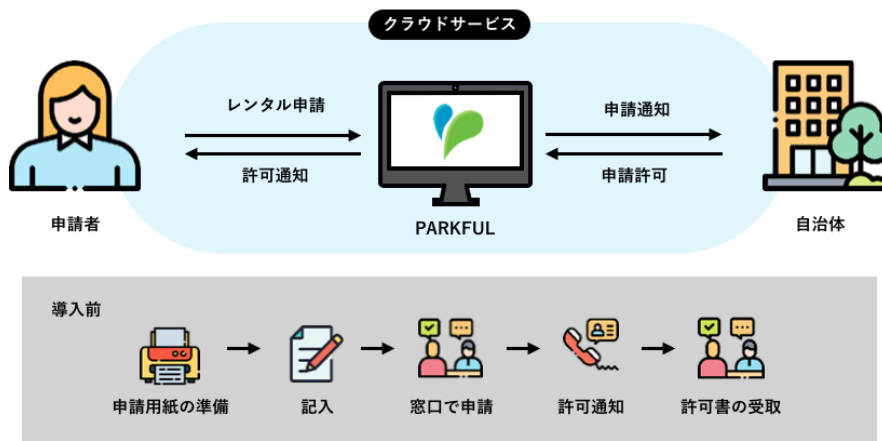 クラウドサービス
レンタル申請
許可通知
申請通知
申請許可
申請者
PARKFUL
自治体
導入前
申請用紙の準備
記入
窓口で申請
許可通知
許可書の受取